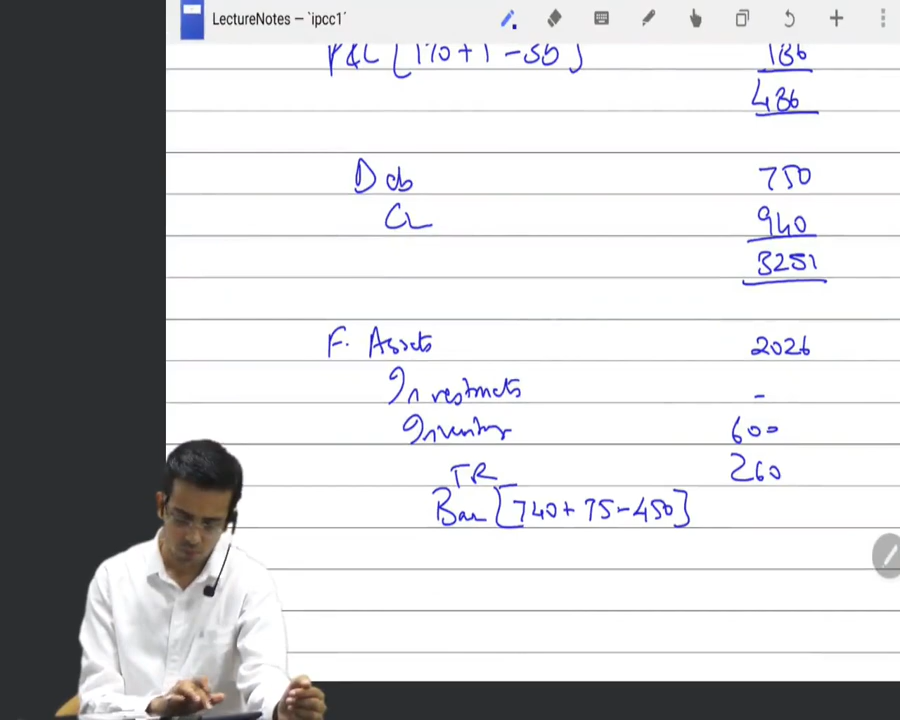 LectureNotes – `ipcc1`
P&L [170+1-50] 186
486
Deb 750
CL 940
3251
F. Assets 2026
Investments -
Inventory 600
TR 260
Ban [740+75-450]